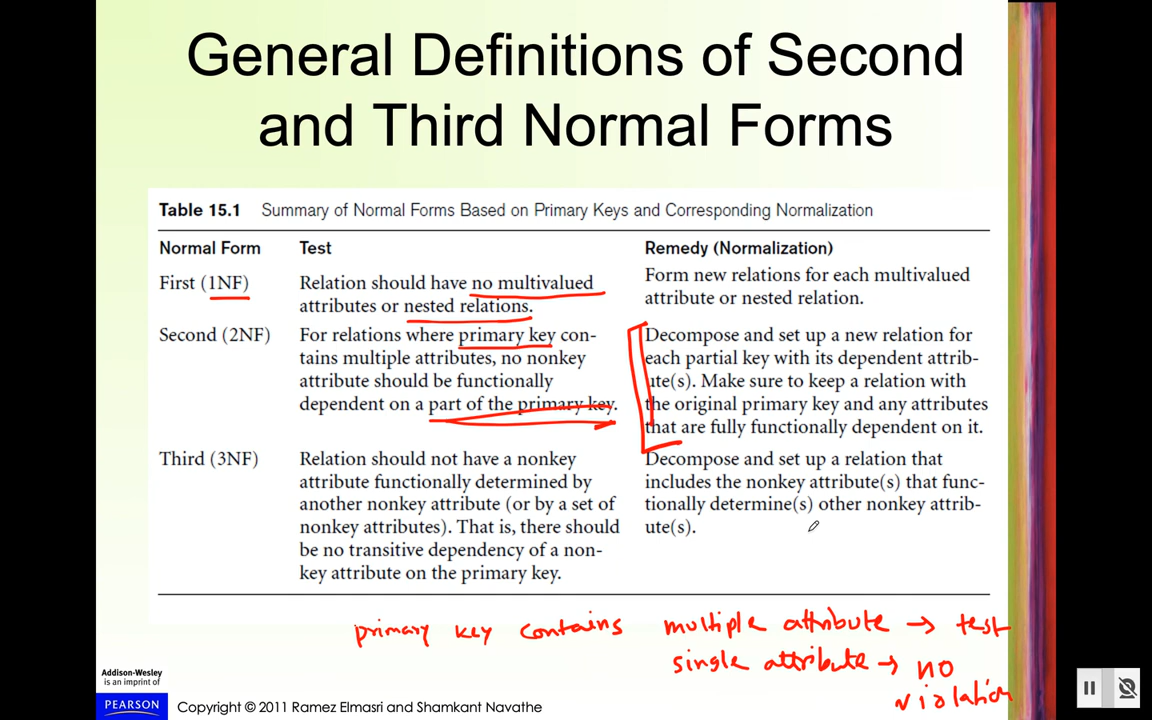 General Definitions of Second
and Third Normal Forms
Table 15.1 Summary of Normal Forms Based on Primary Keys and Corresponding Normalization
Normal Form Test Remedy (Normalization)
First (1NF)
Relation should have no multivalued
attributes or nested relations.
Form new relations for each multivalued
attribute or nested relation.
Second (2NF)
For relations where primary key con-
tains multiple attributes, no nonkey
attribute should be functionally
dependent on a part of the primary key.
Decompose and set up a new relation for
each partial key with its dependent attrib-
ute(s). Make sure to keep a relation with
the original primary key and any attributes
that are fully functionally dependent on it.
Third (3NF)
Relation should not have a nonkey
attribute functionally determined by
another nonkey attribute (or by a set of
nonkey attributes). That is, there should
be no transitive dependency of a non-
key attribute on the primary key.
Decompose and set up a relation that
includes the nonkey attribute(s) that func-
tionally determine(s) other nonkey attrib-
ute(s).
primary key contains multiple attribute → test
single attribute → no
violation
Addison-Wesley
is an imprint of
PEARSON
Copyright © 2011 Ramez Elmasri and Shamkant Navathe